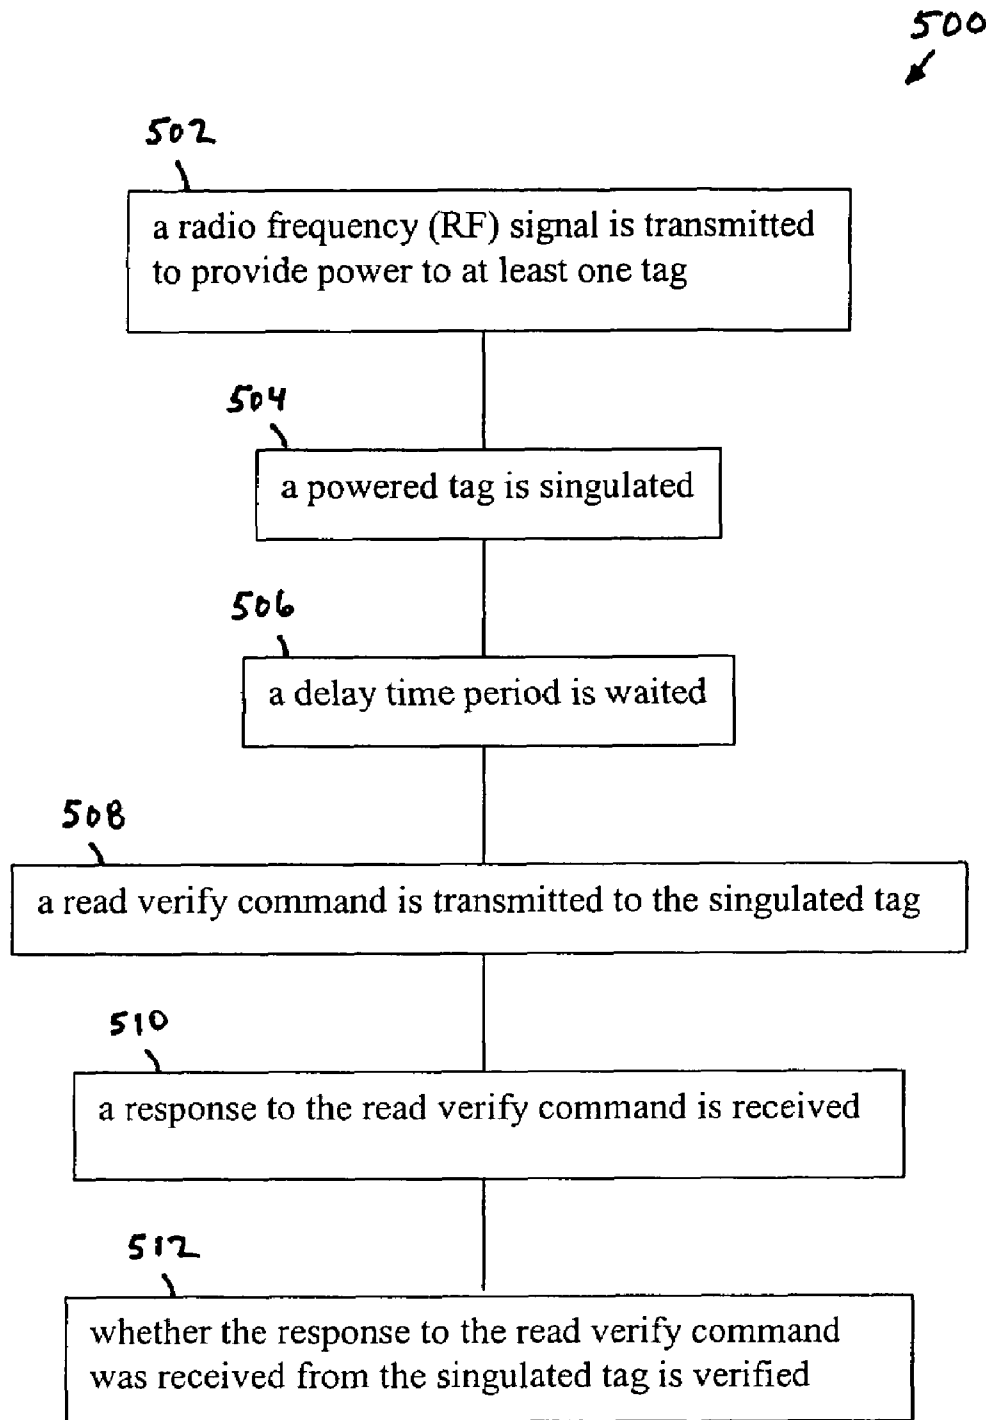 500
502
a radio frequency (RF) signal is transmitted
to provide power to at least one tag
504
a powered tag is singulated
506
a delay time period is waited
508
a read verify command is transmitted to the singulated tag
510
a response to the read verify command is received
512
whether the response to the read verify command
was received from the singulated tag is verified